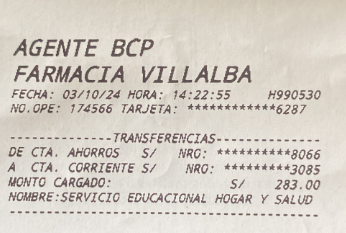 AGENTE BCP
FARMACIA VILLALBA
FECHA: 03/10/24 HORA: 14:22:55 H990530
NO.OPE: 174566 TARJETA: ************6287
---------------TRANSFERENCIAS---------------
DE CTA. AHORROS S/ NRO: **********8066
A CTA. CORRIENTE S/ NRO: *********3085
MONTO CARGADO: S/ 283.00
NOMBRE:SERVICIO EDUCACIONAL HOGAR Y SALUD
--------------------------------------------